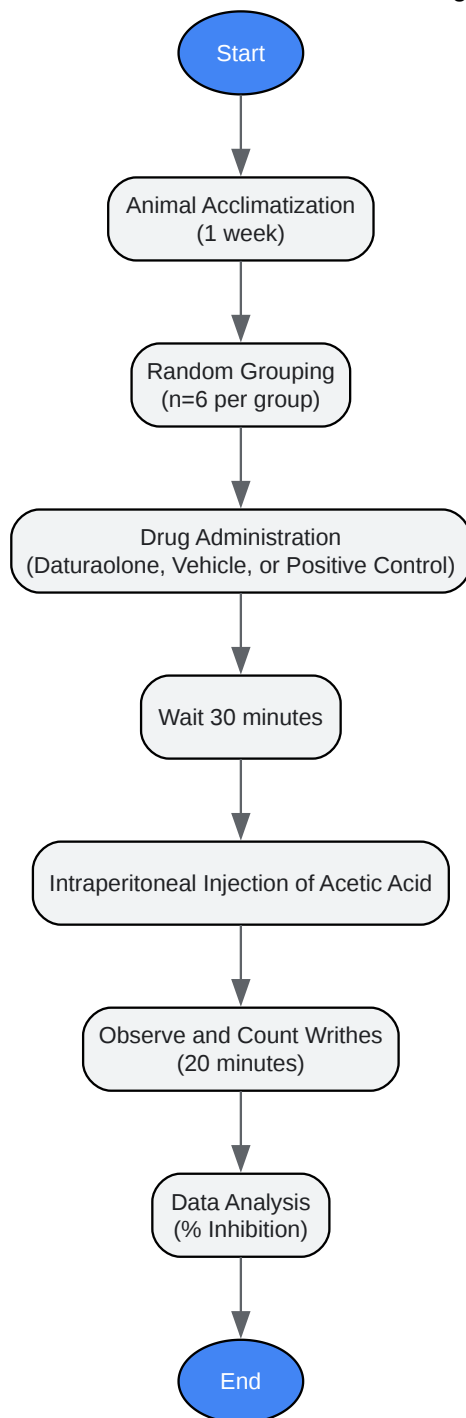 Start
Animal Acclimatization
(1 week)
Random Grouping
(n=6 per group)
Drug Administration
(Daturaolone, Vehicle, or Positive Control)
Wait 30 minutes
Intraperitoneal Injection of Acetic Acid
Observe and Count Writhes
(20 minutes)
Data Analysis
(% Inhibition)
End